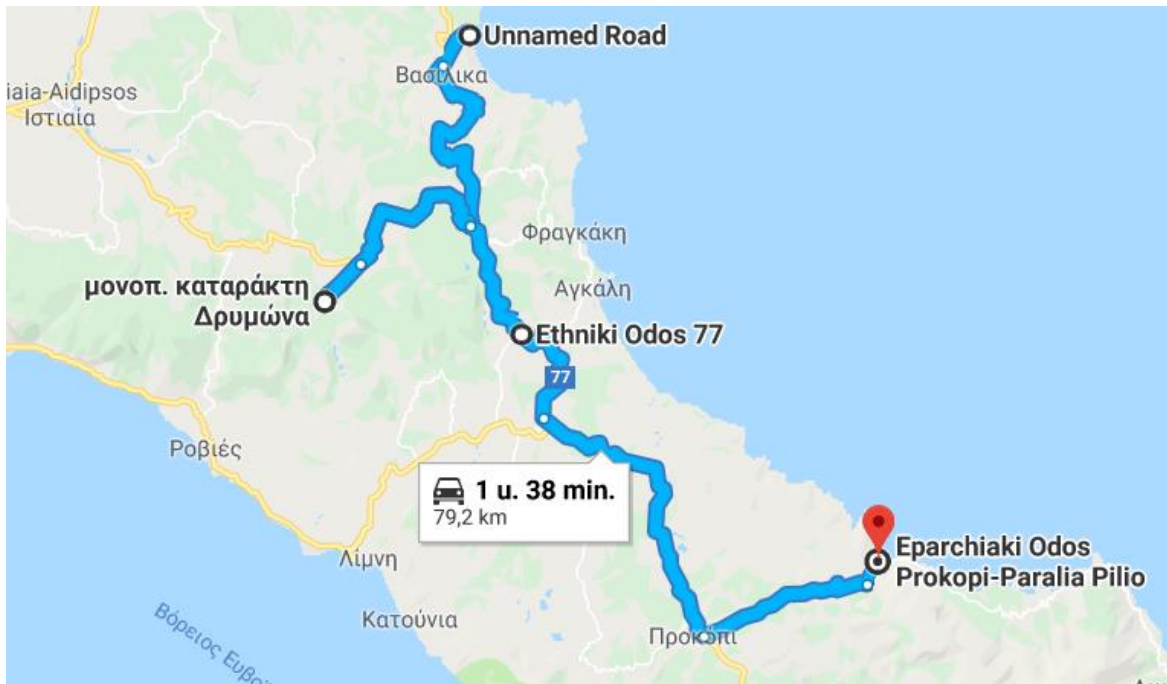 Unnamed Road
Βασιλικα
iaia-Aidipsos
Ιστιαία
Φραγκάκη
μονοπ. καταράκτη
Δρυμώνα
Αγκάλη
Ethniki Odos 77
77
Ροβιές
1 u. 38 min.
79,2 km
Eparchiaki Odos
Prokopi-Paralia Pilio
Λίμνη
Κατούνια
Προκόπι
Βόρειος Ευβο